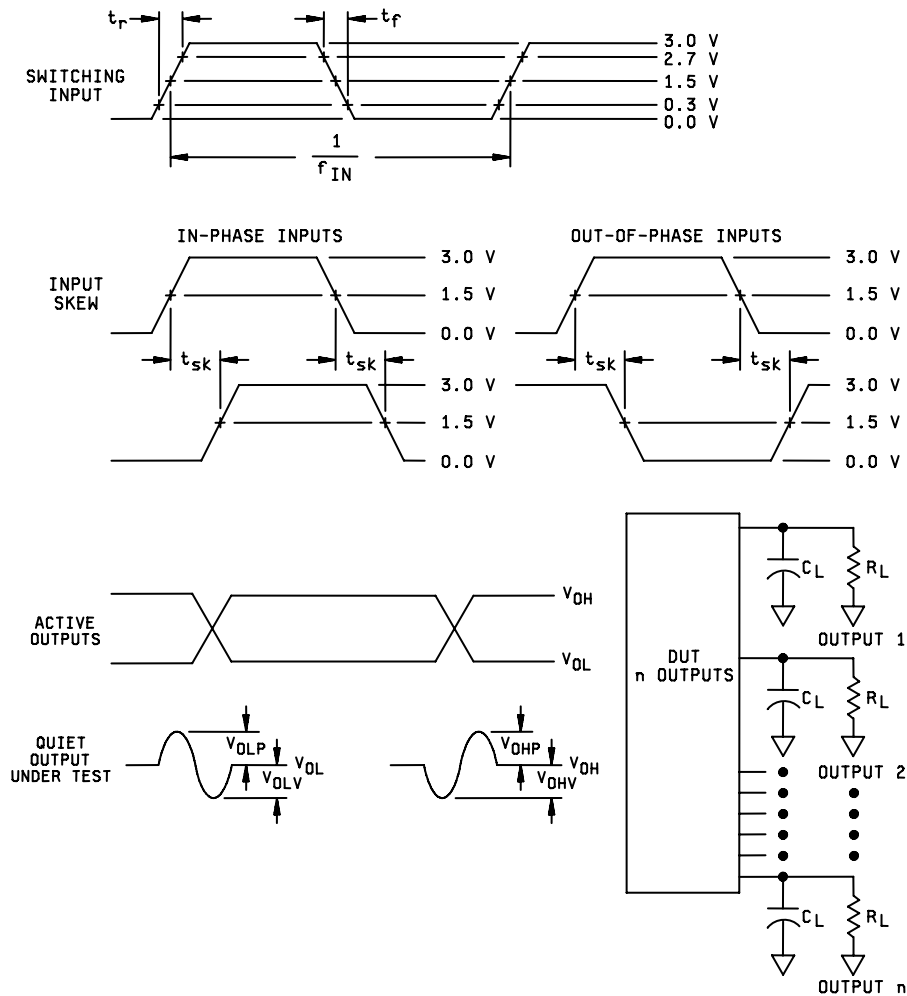 t_r
t_f
SWITCHING
INPUT
3.0 V
2.7 V
1.5 V
0.3 V
0.0 V
1
f_IN
IN-PHASE INPUTS
OUT-OF-PHASE INPUTS
INPUT
SKEW
3.0 V
1.5 V
0.0 V
3.0 V
1.5 V
0.0 V
t_sk
t_sk
t_sk
t_sk
3.0 V
1.5 V
0.0 V
3.0 V
1.5 V
0.0 V
ACTIVE
OUTPUTS
V_OH
V_OL
QUIET
OUTPUT
UNDER TEST
V_OLP
V_OL
V_OLV
V_OHP
V_OH
V_OHV
DUT
n OUTPUTS
C_L
R_L
OUTPUT 1
C_L
R_L
OUTPUT 2
C_L
R_L
OUTPUT n